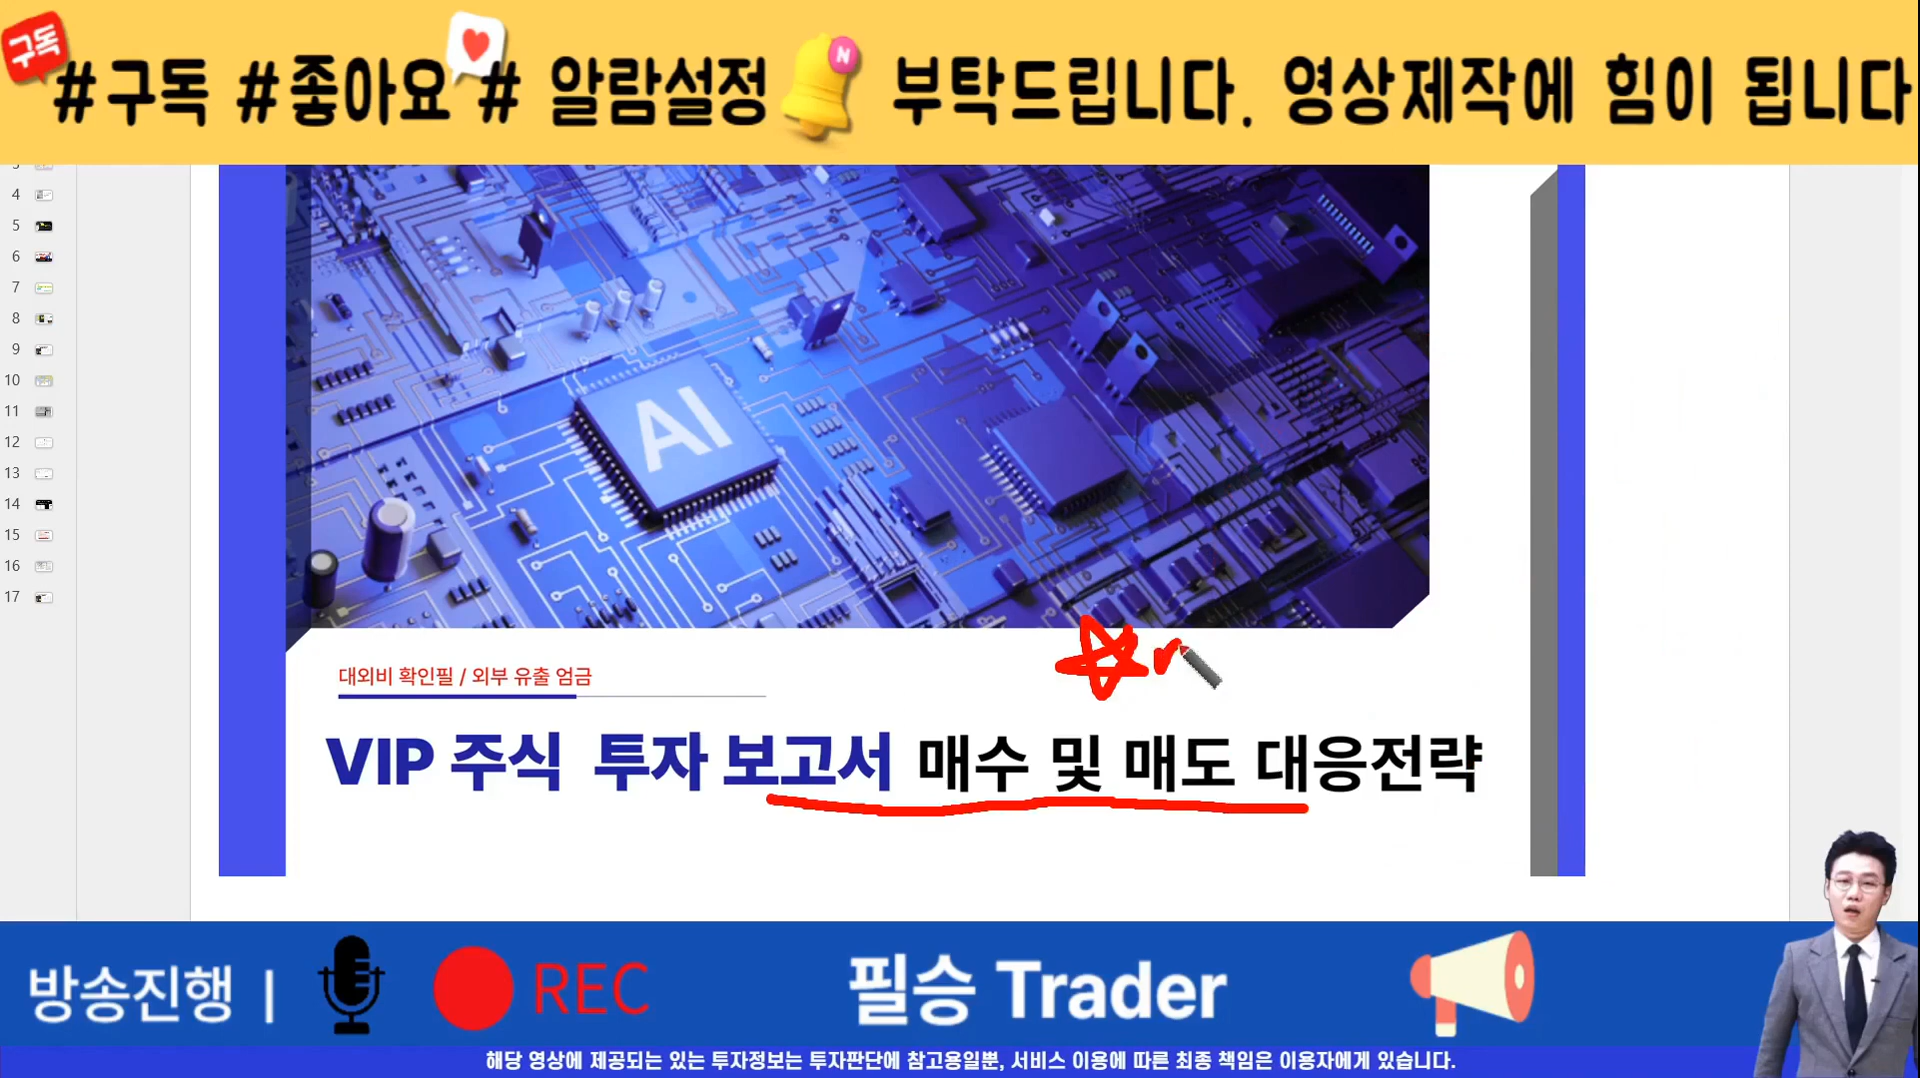 구독
#구독 #좋아요 # 알람설정 N 부탁드립니다. 영상제작에 힘이 됩니다
4
5
6
7
8
9
10
11
12
13
14
15
16
17
AI
대외비 확인필 / 외부 유출 엄금
VIP 주식 투자 보고서 매수 및 매도 대응전략
방송진행 | REC 필승 Trader
해당 영상에 제공되는 있는 투자정보는 투자판단에 참고용일뿐, 서비스 이용에 따른 최종 책임은 이용자에게 있습니다.